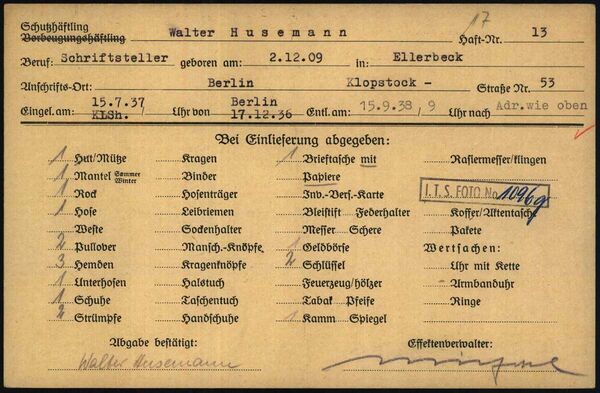 Schutzhäftling
Vorbeugungshäftling Walter Husemann 17 Haft-Nr. 13
Beruf: Schriftsteller geboren am: 2.12.09 in: Ellerbeck
Anschrifts-Ort: Berlin Klopstock - Straße Nr. 53
Eingel. am: 15.7.37 Uhr von Berlin Entl. am: 15.9.38, 9 Uhr nach Adr. wie oben
KLSh. 17.12.36
Bei Einlieferung abgegeben:
1 Hut/Mütze Kragen 1 Brieftasche mit Rasiermesser/klingen
1 Mantel Sommer Winter Binder Papiere
1 Rock Hosenträger Inv.-Vers.-Karte I.T.S. FOTO No 10969
1 Hose Leibriemen Bleistift Federhalter Koffer/Aktentasche
Weste Sockenhalter Messer Schere Pakete
2 Pullover Mansch.-Knöpfe 1 Geldbörse Wertsachen:
3 Hemden Kragenknöpfe 2 Schlüssel Uhr mit Kette
1 Unterhosen Halstuch Feuerzeug/hölzer Armbanduhr
1 Schuhe Taschentuch Tabak Pfeife Ringe
2 Strümpfe Handschuhe 1 Kamm Spiegel
Abgabe bestätigt: Effektenverwalter:
Walter Husemann